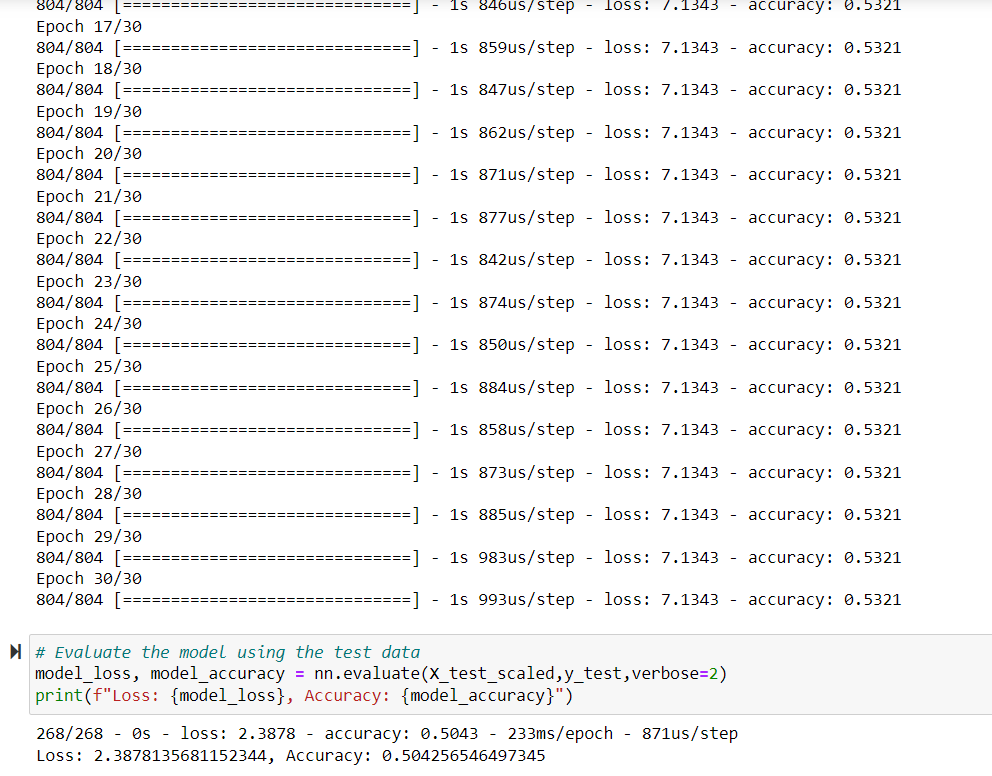 804/804 [==============================] - 1s 846us/step - loss: 7.1343 - accuracy: 0.5321
Epoch 17/30
804/804 [==============================] - 1s 859us/step - loss: 7.1343 - accuracy: 0.5321
Epoch 18/30
804/804 [==============================] - 1s 847us/step - loss: 7.1343 - accuracy: 0.5321
Epoch 19/30
804/804 [==============================] - 1s 862us/step - loss: 7.1343 - accuracy: 0.5321
Epoch 20/30
804/804 [==============================] - 1s 871us/step - loss: 7.1343 - accuracy: 0.5321
Epoch 21/30
804/804 [==============================] - 1s 877us/step - loss: 7.1343 - accuracy: 0.5321
Epoch 22/30
804/804 [==============================] - 1s 842us/step - loss: 7.1343 - accuracy: 0.5321
Epoch 23/30
804/804 [==============================] - 1s 874us/step - loss: 7.1343 - accuracy: 0.5321
Epoch 24/30
804/804 [==============================] - 1s 850us/step - loss: 7.1343 - accuracy: 0.5321
Epoch 25/30
804/804 [==============================] - 1s 884us/step - loss: 7.1343 - accuracy: 0.5321
Epoch 26/30
804/804 [==============================] - 1s 858us/step - loss: 7.1343 - accuracy: 0.5321
Epoch 27/30
804/804 [==============================] - 1s 873us/step - loss: 7.1343 - accuracy: 0.5321
Epoch 28/30
804/804 [==============================] - 1s 885us/step - loss: 7.1343 - accuracy: 0.5321
Epoch 29/30
804/804 [==============================] - 1s 983us/step - loss: 7.1343 - accuracy: 0.5321
Epoch 30/30
804/804 [==============================] - 1s 993us/step - loss: 7.1343 - accuracy: 0.5321
# Evaluate the model using the test data
model_loss, model_accuracy = nn.evaluate(X_test_scaled,y_test,verbose=2)
print(f"Loss: {model_loss}, Accuracy: {model_accuracy}")
268/268 - 0s - loss: 2.3878 - accuracy: 0.5043 - 233ms/epoch - 871us/step
Loss: 2.3878135681152344, Accuracy: 0.504256546497345